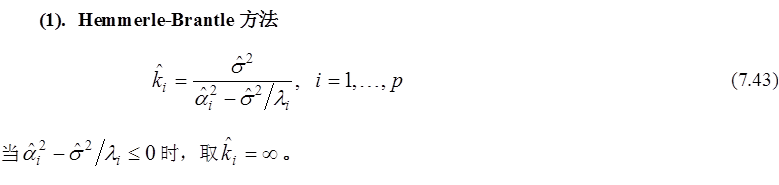 (1). Hemmerle-Brantle 方法
k̂ᵢ = σ̂² / (α̂ᵢ² − σ̂²/λᵢ), i = 1,…, p (7.43)
当 α̂ᵢ² − σ̂²/λᵢ ≤ 0 时，取 k̂ᵢ = ∞。